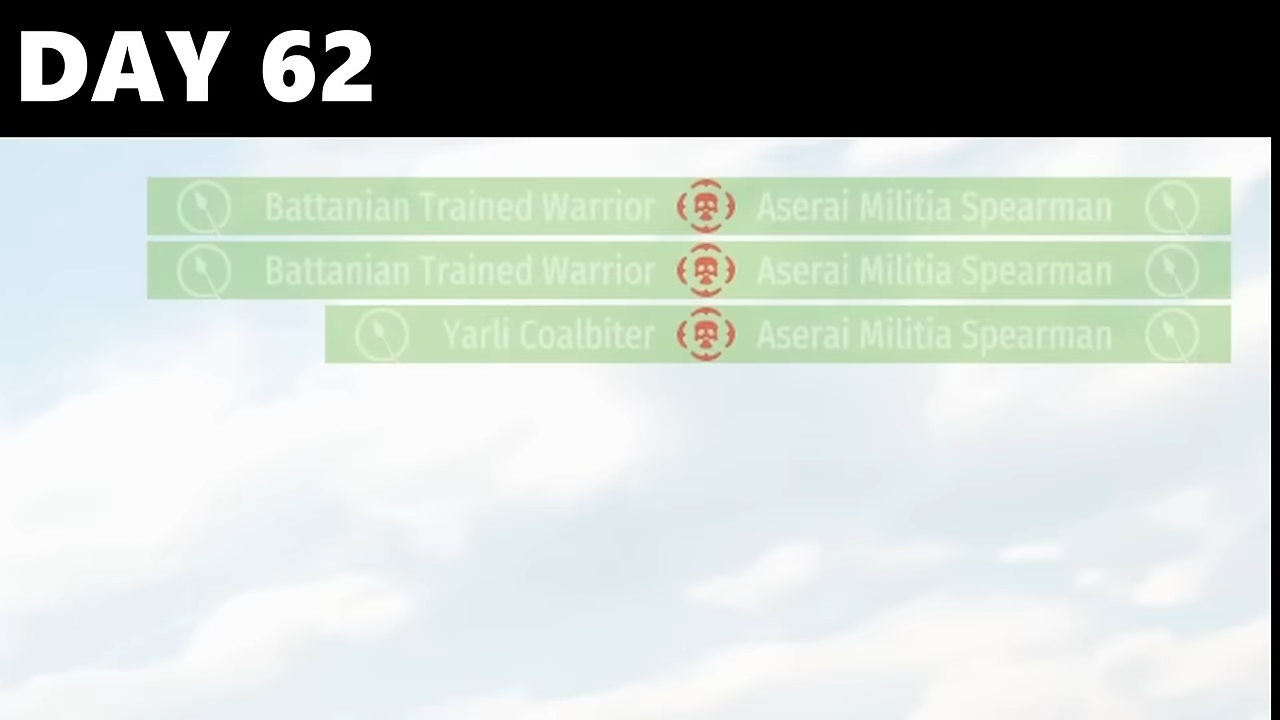 DAY 62
Battanian Trained Warrior Aserai Militia Spearman
Battanian Trained Warrior Aserai Militia Spearman
Yarli Coalbiter Aserai Militia Spearman